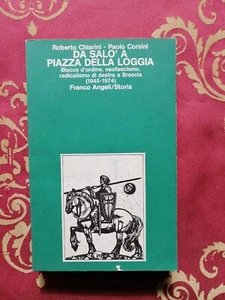 Roberto Chiarini - Paolo Corsini
DA SALO' A
PIAZZA DELLA LOGGIA
Blocco d'ordine, neofascismo,
radicalismo di destra a Brescia
(1945-1974)
Franco Angeli/Storia